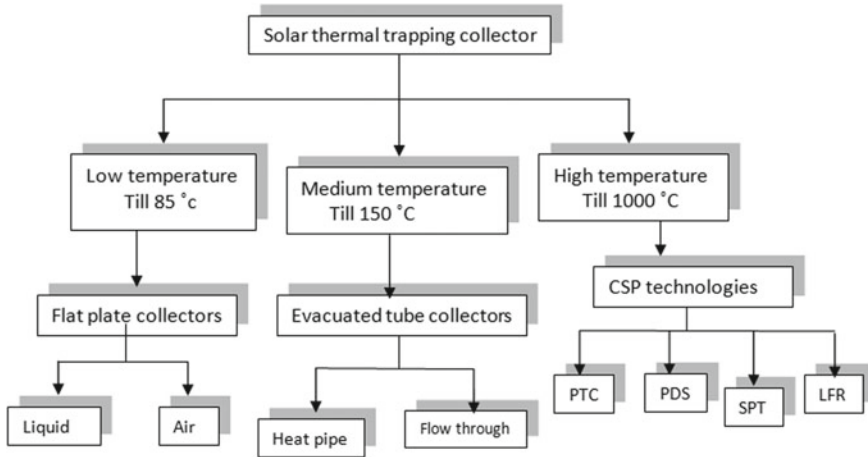 Solar thermal trapping collector
Low temperature
Till 85 ˚c
Medium temperature
Till 150 ˚C
High temperature
Till 1000 ˚C
Flat plate collectors
Evacuated tube collectors
CSP technologies
Liquid
Air
Heat pipe
Flow through
PTC
PDS
SPT
LFR